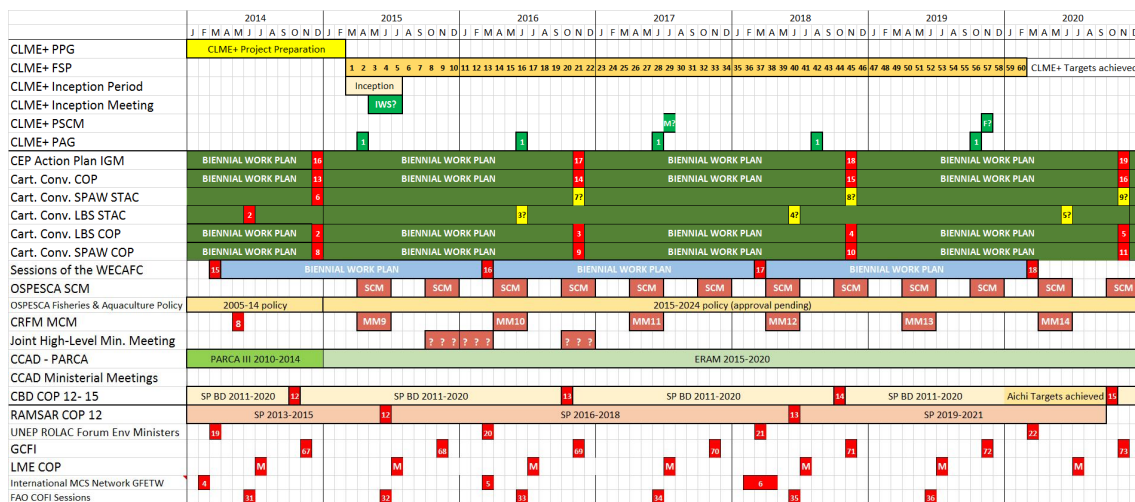 2014 2015 2016 2017 2018 2019 2020
J F M A M J J A S O N D J F M A M J J A S O N D J F M A M J J A S O N D J F M A M J J A S O N D J F M A M J J A S O N D J F M A M J J A S O N D J F M A M J J A S O N D
CLME+ PPG CLME+ Project Preparation
CLME+ FSP 1 2 3 4 5 6 7 8 9 10 11 12 13 14 15 16 17 18 19 20 21 22 23 24 25 26 27 28 29 30 31 32 33 34 35 36 37 38 39 40 41 42 43 44 45 46 47 48 49 50 51 52 53 54 55 56 57 58 59 60 CLME+ Targets achieved
CLME+ Inception Period Inception
CLME+ Inception Meeting IWS?
CLME+ PSCM M? F?
CLME+ PAG 1 1 1 1 1
CEP Action Plan IGM BIENNIAL WORK PLAN 16 BIENNIAL WORK PLAN 17 BIENNIAL WORK PLAN 18 BIENNIAL WORK PLAN 19
Cart. Conv. COP BIENNIAL WORK PLAN 13 BIENNIAL WORK PLAN 14 BIENNIAL WORK PLAN 15 BIENNIAL WORK PLAN 16
Cart. Conv. SPAW STAC 6 7? 8? 9?
Cart. Conv. LBS STAC 2 3? 4? 5?
Cart. Conv. LBS COP BIENNIAL WORK PLAN 2 BIENNIAL WORK PLAN 3 BIENNIAL WORK PLAN 4 BIENNIAL WORK PLAN 5
Cart. Conv. SPAW COP BIENNIAL WORK PLAN 8 BIENNIAL WORK PLAN 9 BIENNIAL WORK PLAN 10 BIENNIAL WORK PLAN 11
Sessions of the WECAFC 15 BIENNIAL WORK PLAN 16 BIENNIAL WORK PLAN 17 BIENNIAL WORK PLAN 18
OSPESCA SCM SCM SCM SCM SCM SCM SCM SCM SCM SCM SCM SCM SCM
OSPESCA Fisheries & Aquaculture Policy 2005-14 policy 2015-2024 policy (approval pending)
CRFM MCM 8 MM9 MM10 MM11 MM12 MM13 MM14
Joint High-Level Min. Meeting ? ? ? ? ? ? ? ? ?
CCAD - PARCA PARCA III 2010-2014 ERAM 2015-2020
CCAD Ministerial Meetings
CBD COP 12- 15 SP BD 2011-2020 12 SP BD 2011-2020 13 SP BD 2011-2020 14 SP BD 2011-2020 Aichi Targets achieved 15
RAMSAR COP 12 SP 2013-2015 12 SP 2016-2018 13 SP 2019-2021
UNEP ROLAC Forum Env Ministers 19 20 21 22
GCFI 67 68 69 70 71 72 73
LME COP M M M M M M M
International MCS Network GFETW 4 5 6
FAO COFI Sessions 31 32 33 34 35 36